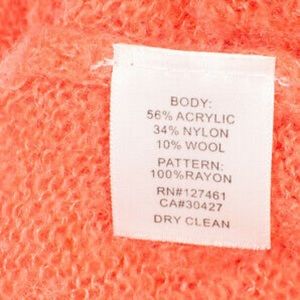 BODY:
56% ACRYLIC
34% NYLON
10% WOOL
PATTERN:
100%RAYON
RN#127461
CA#30427
DRY CLEAN